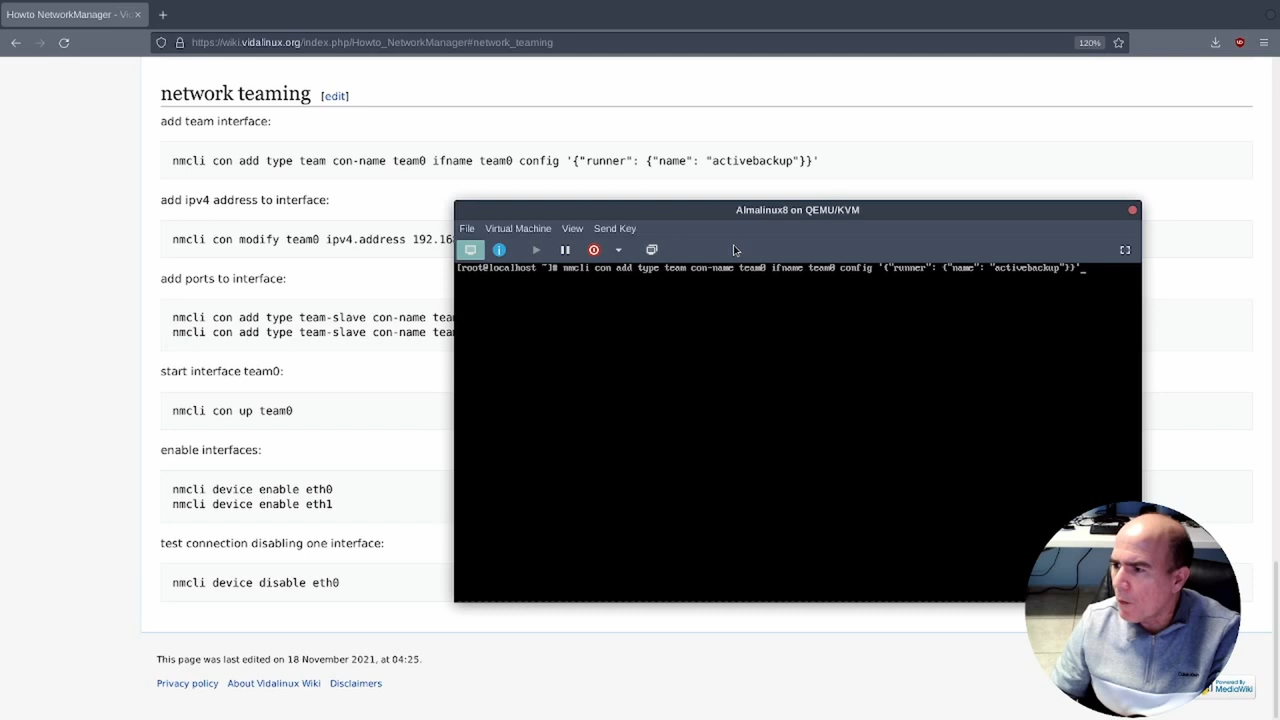 Howto NetworkManager - Vi
https://wiki.vidalinux.org/index.php/Howto_NetworkManager#network_teaming
120%
network teaming [edit]
add team interface:
nmcli con add type team con-name team0 ifname team0 config '{"runner": {"name": "activebackup"}}'
add ipv4 address to interface:
nmcli con modify team0 ipv4.address 192.16
add ports to interface:
nmcli con add type team-slave con-name tea
nmcli con add type team-slave con-name tea
start interface team0:
nmcli con up team0
enable interfaces:
nmcli device enable eth0
nmcli device enable eth1
test connection disabling one interface:
nmcli device disable eth0
This page was last edited on 18 November 2021, at 04:25.
Privacy policy About Vidalinux Wiki Disclaimers
Almalinux8 on QEMU/KVM
File Virtual Machine View Send Key
[root@localhost ~]# nmcli con add type team con-name team0 ifname team0 config '{"runner": {"name": "activebackup"}}'_
Powered By
MediaWiki